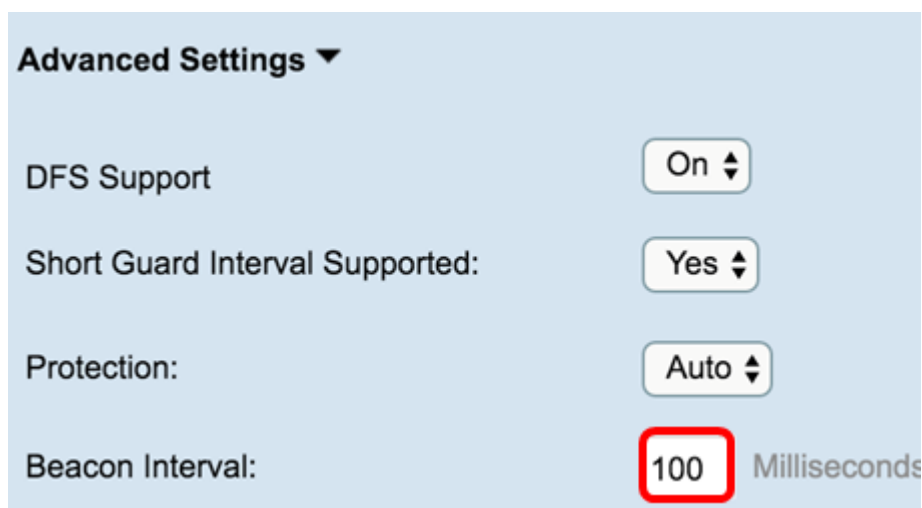 Advanced Settings
DFS Support On
Short Guard Interval Supported: Yes
Protection: Auto
Beacon Interval: 100 Milliseconds